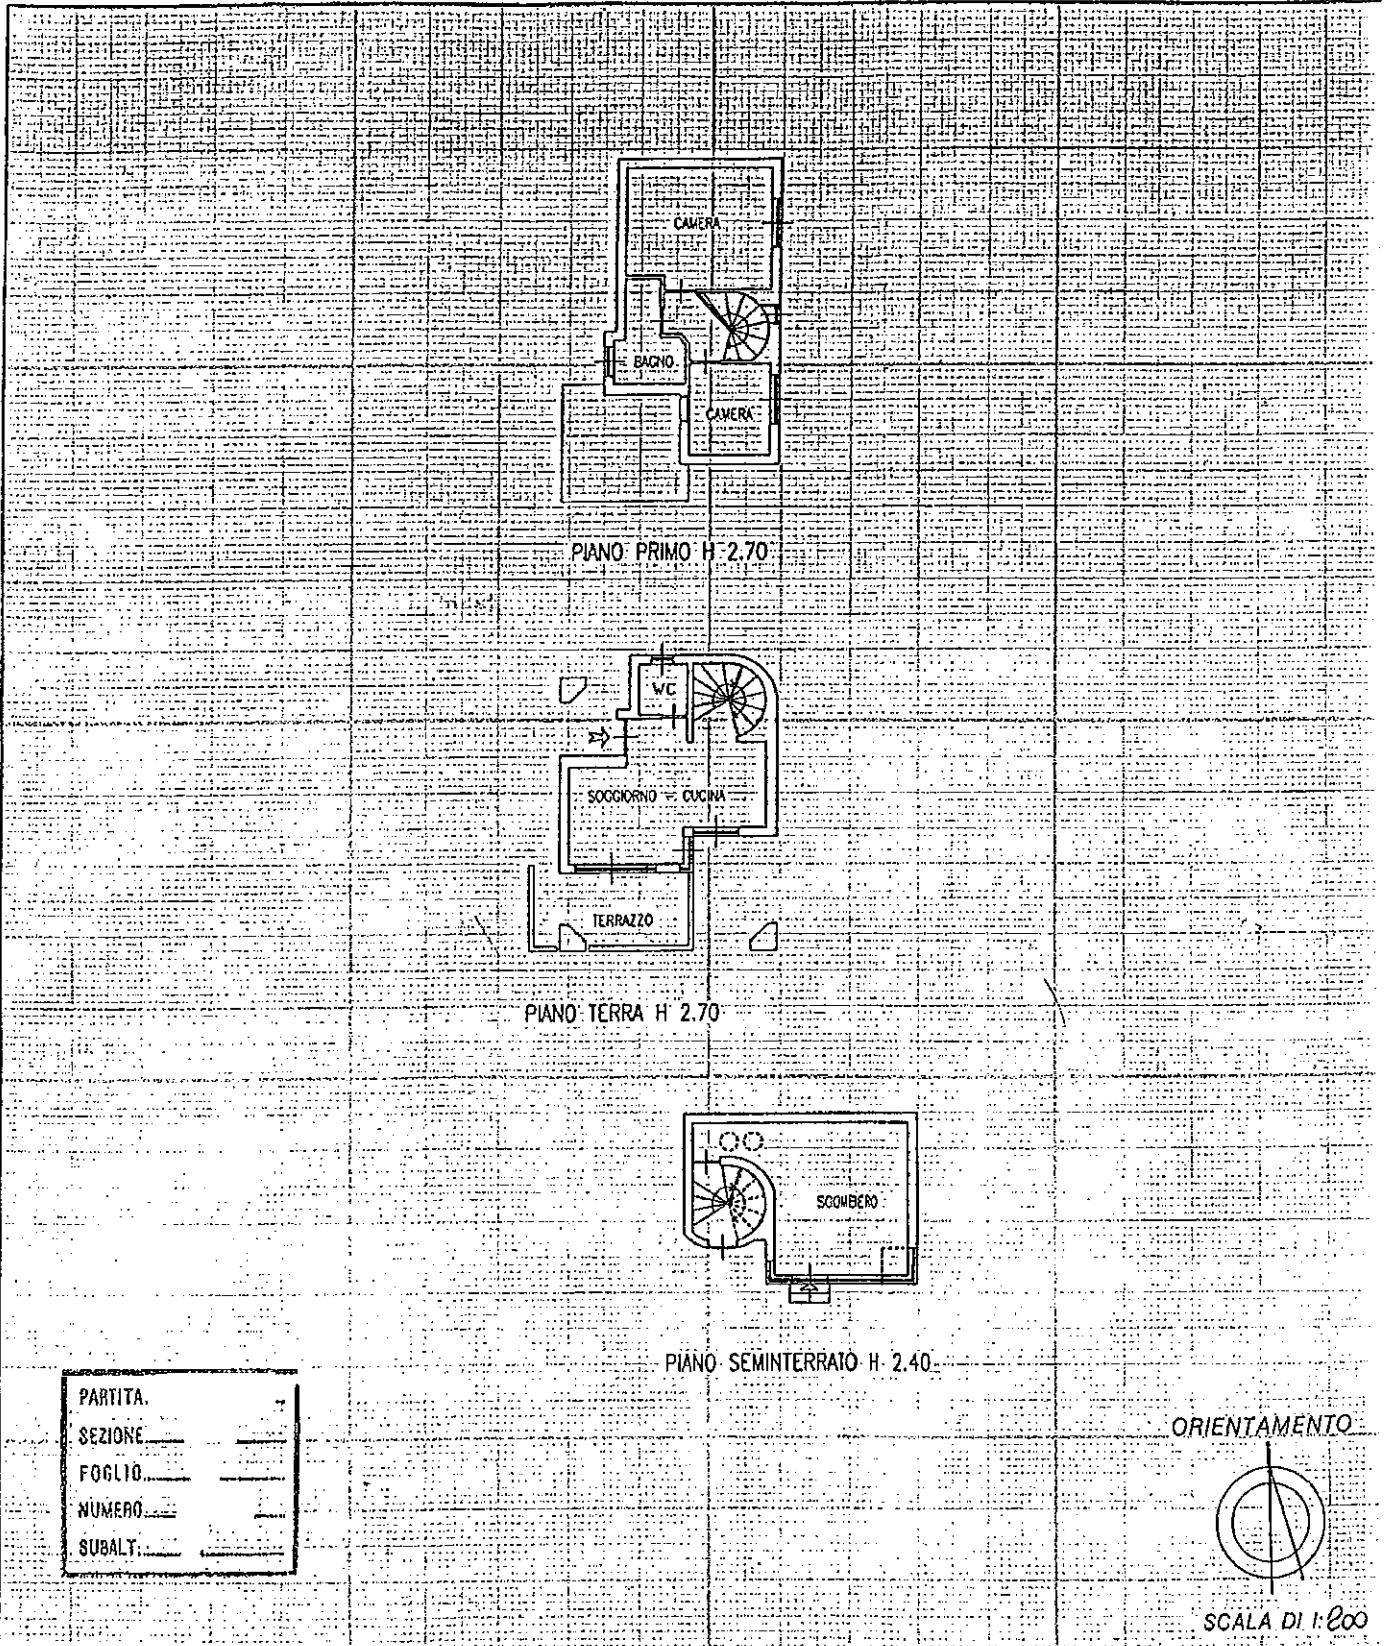 CAMERA
BAGNO
CAMERA
PIANO PRIMO H 2.70
WC
SOGGIORNO - CUCINA
TERRAZZO
PIANO TERRA H 2.70
SGOMBERO
PIANO SEMINTERRATO H 2.40
PARTITA.
SEZIONE
FOGLIO
NUMERO
SUBALT.
ORIENTAMENTO
SCALA DI 1:200